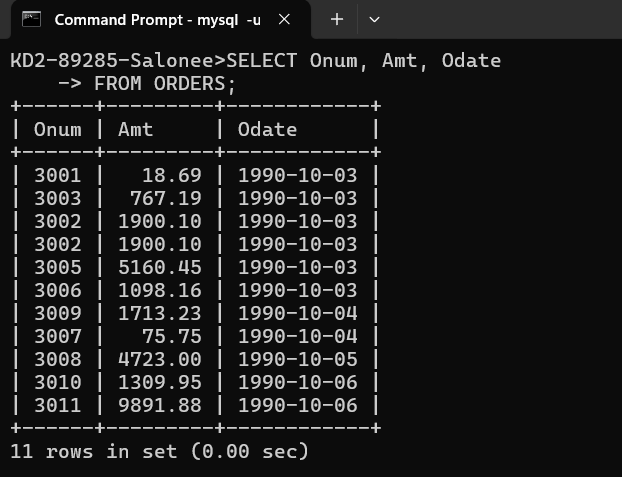 Command Prompt - mysql -u
KD2-89285-Salonee>SELECT Onum, Amt, Odate
    -> FROM ORDERS;
+------+---------+------------+
| Onum | Amt     | Odate      |
+------+---------+------------+
| 3001 |   18.69 | 1990-10-03 |
| 3003 |  767.19 | 1990-10-03 |
| 3002 | 1900.10 | 1990-10-03 |
| 3002 | 1900.10 | 1990-10-03 |
| 3005 | 5160.45 | 1990-10-03 |
| 3006 | 1098.16 | 1990-10-03 |
| 3009 | 1713.23 | 1990-10-04 |
| 3007 |   75.75 | 1990-10-04 |
| 3008 | 4723.00 | 1990-10-05 |
| 3010 | 1309.95 | 1990-10-06 |
| 3011 | 9891.88 | 1990-10-06 |
+------+---------+------------+
11 rows in set (0.00 sec)